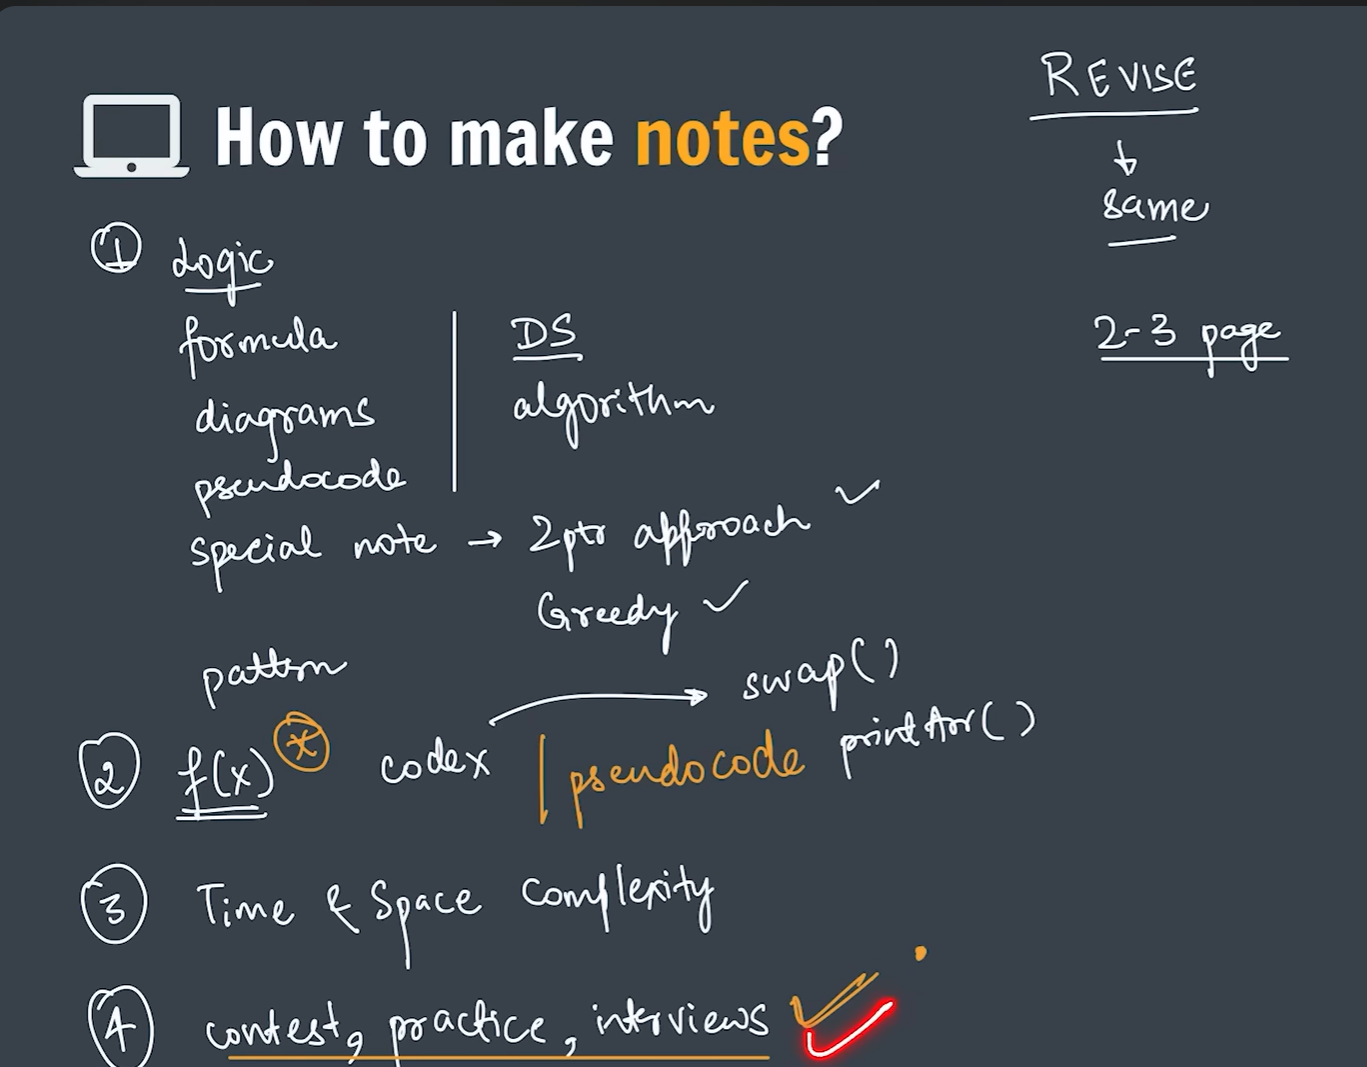 How to make notes?
REVISE
same
2-3 page
1 Logic
formula
diagrams
pseudocode
DS
algorithm
special note → 2ptr approach ✓
Greedy ✓
pattern
2 f(x) * codex → swap()
| pseudocode printArr()
3 Time & Space Complexity
4 contest, practice, interviews ✓